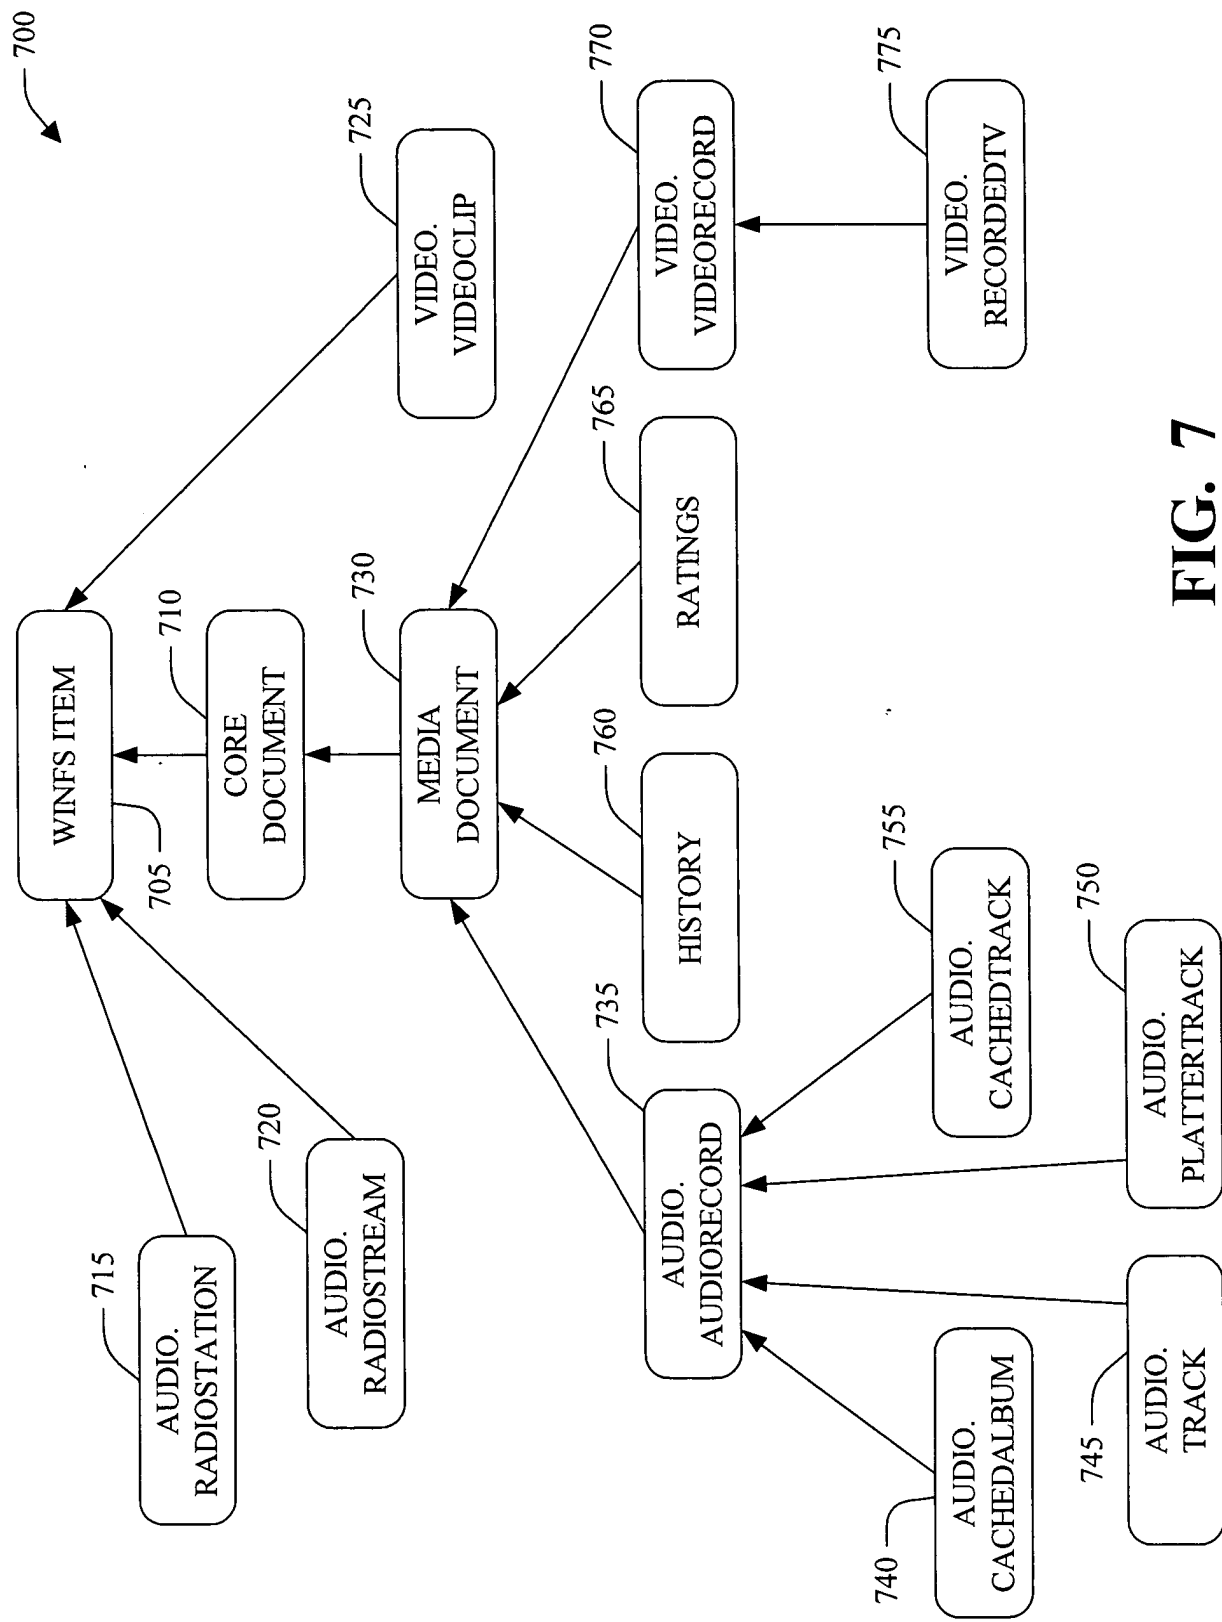 700
WINFS ITEM
705
AUDIO.
RADIOSTATION
715
CORE
DOCUMENT
710
AUDIO.
RADIOSTREAM
720
VIDEO.
VIDEOCLIP
725
MEDIA
DOCUMENT
730
AUDIO.
AUDIORECORD
735
HISTORY
760
RATINGS
765
VIDEO.
VIDEORECORD
770
AUDIO.
CACHEDALBUM
740
AUDIO.
CACHEDTRACK
755
VIDEO.
RECORDEDTV
775
AUDIO.
TRACK
745
AUDIO.
PLATTERTRACK
750
FIG. 7